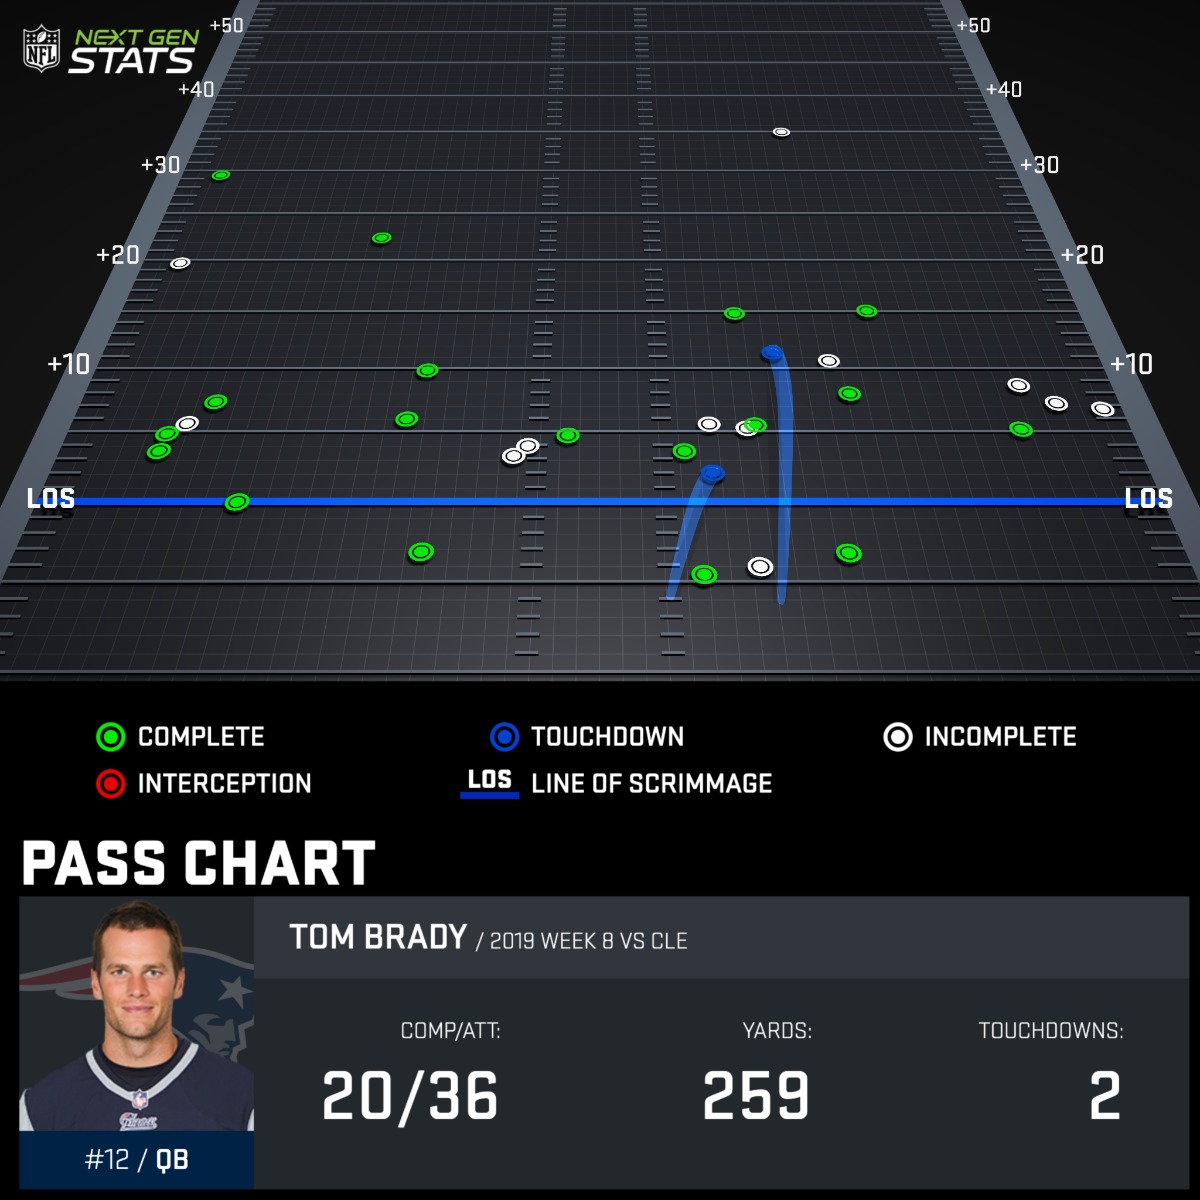 NFL
NEXT GEN
STATS
+50 +50
+40 +40
+30 +30
+20 +20
+10 +10
LOS LOS
COMPLETE TOUCHDOWN INCOMPLETE
INTERCEPTION LOS LINE OF SCRIMMAGE
PASS CHART
TOM BRADY / 2019 WEEK 8 VS CLE
COMP/ATT: YARDS: TOUCHDOWNS:
20/36 259 2
#12 / QB